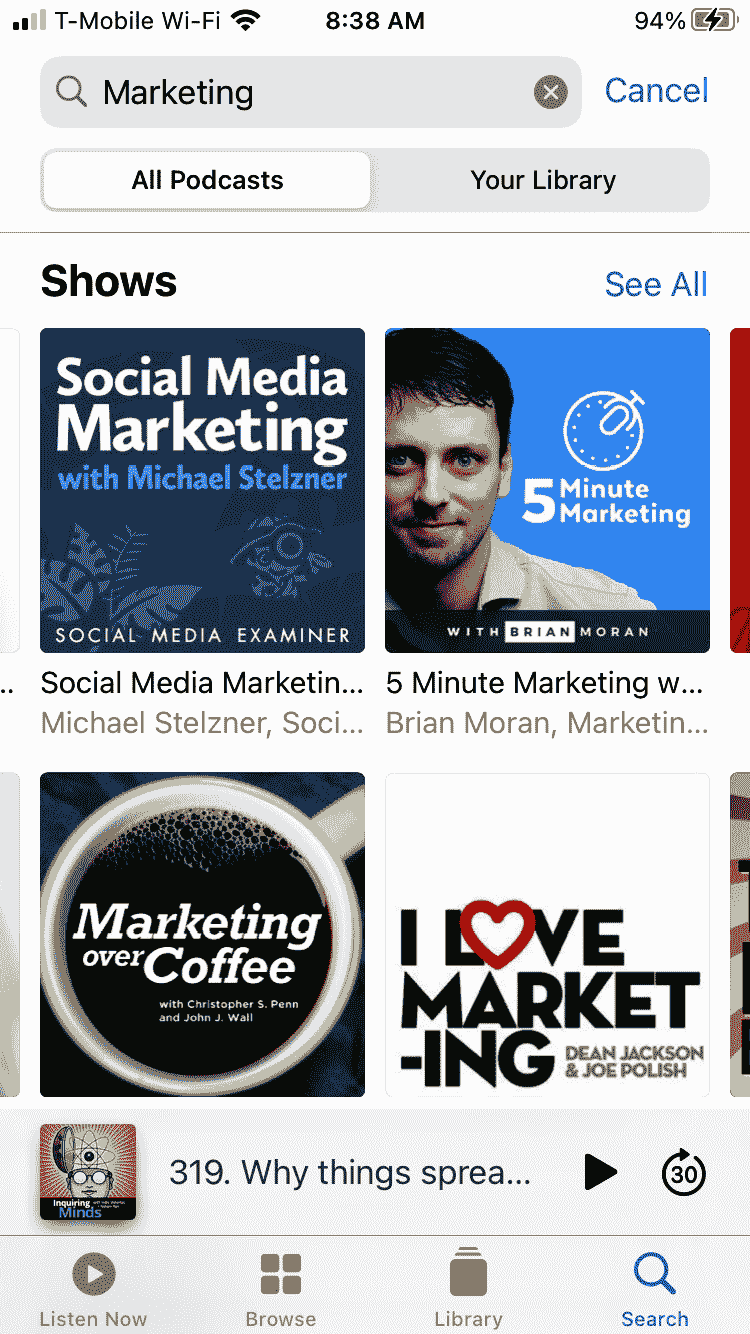 T-Mobile Wi-Fi 8:38 AM 94%
Marketing Cancel
All Podcasts Your Library
Shows See All
Social Media
Marketing
with Michael Stelzner
SOCIAL MEDIA EXAMINER
5 Minute
Marketing
WITH BRIAN MORAN
.. Social Media Marketin... 5 Minute Marketing w...
Michael Stelzner, Soci... Brian Moran, Marketin...
Marketing
over Coffee
with Christopher S. Penn
and John J. Wall
I LOVE
MARKET
-ING
DEAN JACKSON
& JOE POLISH
319. Why things sprea... 30
Inquiring
Minds
Listen Now Browse Library Search